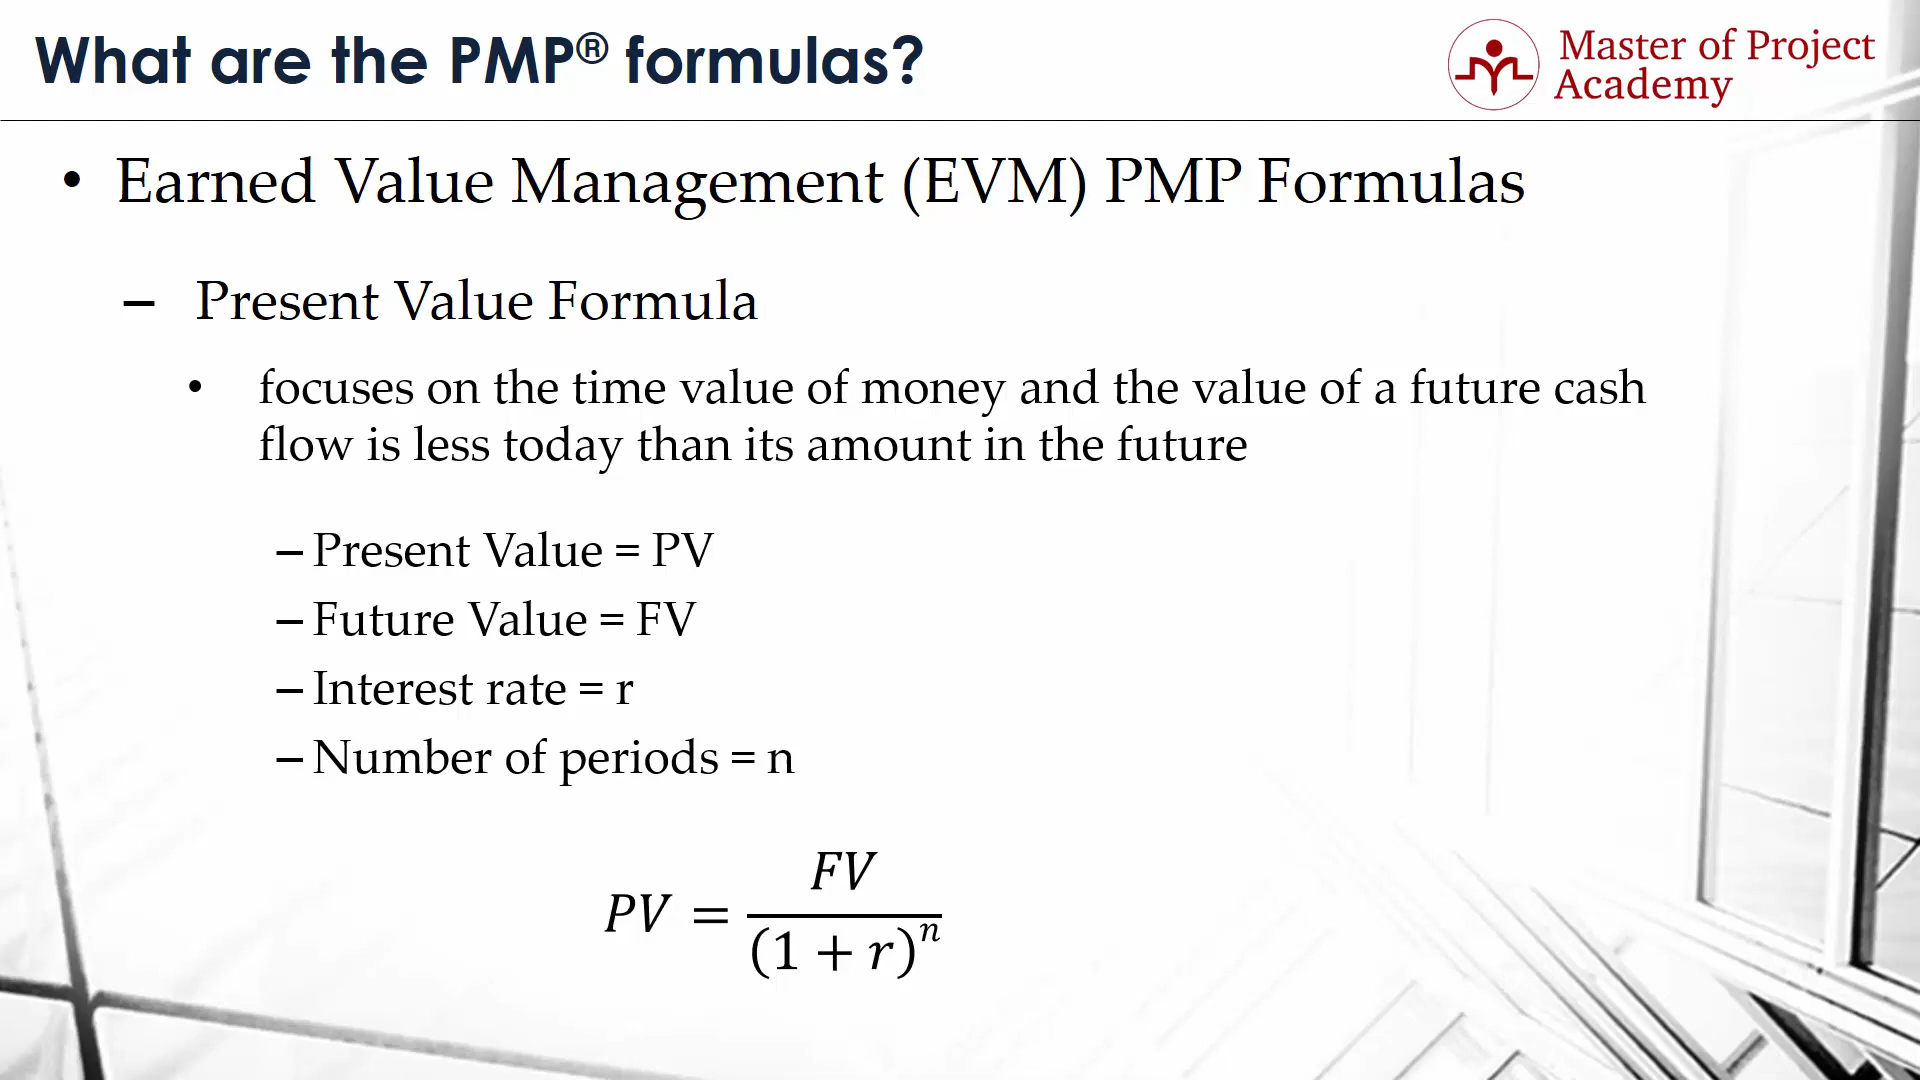 What are the PMP® formulas?
Master of Project
Academy
• Earned Value Management (EVM) PMP Formulas
– Present Value Formula
• focuses on the time value of money and the value of a future cash
flow is less today than its amount in the future
– Present Value = PV
– Future Value = FV
– Interest rate = r
– Number of periods = n
PV = FV / (1 + r)^n